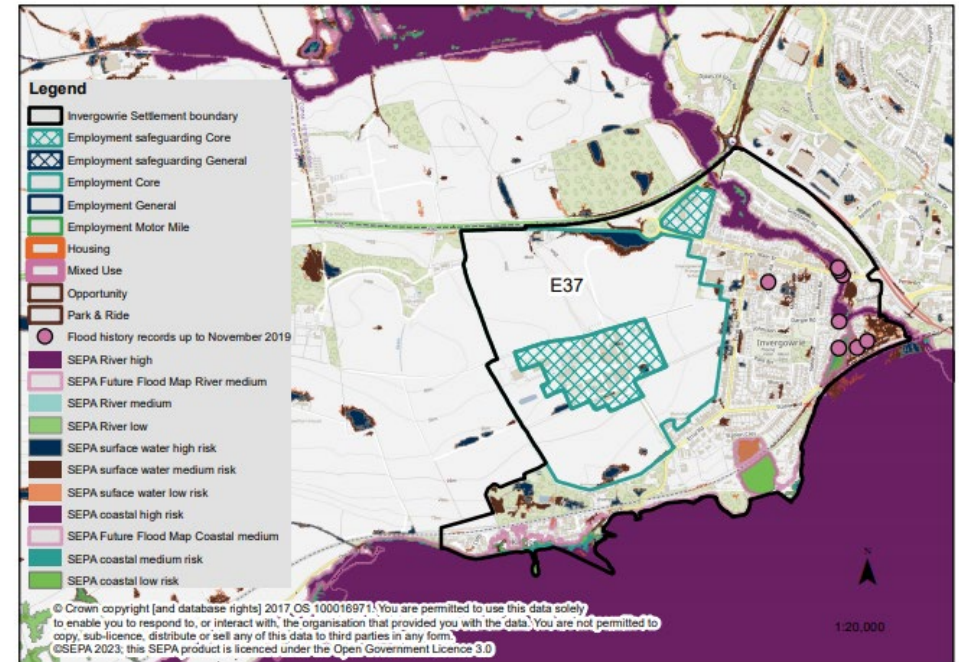 Legend
Invergowrie Settlement boundary
Employment safeguarding Core
Employment safeguarding General
Employment Core
Employment General
Employment Motor Mile
Housing
Mixed Use
Opportunity
Park & Ride
Flood history records up to November 2019
SEPA River high
SEPA Future Flood Map River medium
SEPA River medium
SEPA River low
SEPA surface water high risk
SEPA surface water medium risk
SEPA suface water low risk
SEPA coastal high risk
SEPA Future Flood Map Coastal medium
SEPA coastal medium risk
SEPA coastal low risk
E37
Invergowrie
N
1:20,000
© Crown copyright [and database rights] 2017 OS 100016971. You are permitted to use this data solely
to enable you to respond to, or interact with, the organisation that provided you with the data. You are not permitted to
copy, sub-licence, distribute or sell any of this data to third parties in any form.
©SEPA 2023; this SEPA product is licenced under the Open Government Licence 3.0